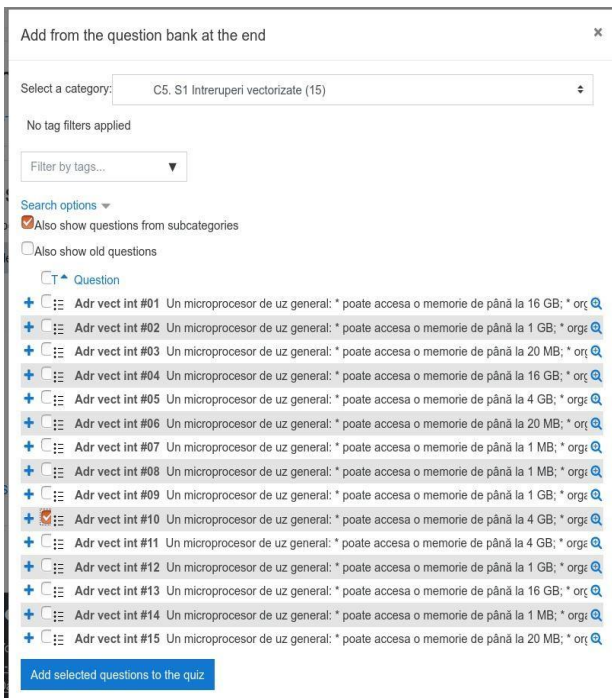 Add from the question bank at the end ×
Select a category: C5. S1 Intreruperi vectorizate (15)
No tag filters applied
Filter by tags... ▼
Search options
Also show questions from subcategories
Also show old questions
T Question
Adr vect int #01 Un microprocesor de uz general: * poate accesa o memorie de până la 16 GB; * org
Adr vect int #02 Un microprocesor de uz general: * poate accesa o memorie de până la 1 GB; * orga
Adr vect int #03 Un microprocesor de uz general: * poate accesa o memorie de până la 20 MB; * org
Adr vect int #04 Un microprocesor de uz general: * poate accesa o memorie de până la 16 GB; * org
Adr vect int #05 Un microprocesor de uz general: * poate accesa o memorie de până la 4 GB; * orga
Adr vect int #06 Un microprocesor de uz general: * poate accesa o memorie de până la 20 MB; * org
Adr vect int #07 Un microprocesor de uz general: * poate accesa o memorie de până la 1 MB; * orga
Adr vect int #08 Un microprocesor de uz general: * poate accesa o memorie de până la 1 MB; * orga
Adr vect int #09 Un microprocesor de uz general: * poate accesa o memorie de până la 1 GB; * orga
Adr vect int #10 Un microprocesor de uz general: * poate accesa o memorie de până la 4 GB; * orga
Adr vect int #11 Un microprocesor de uz general: * poate accesa o memorie de până la 4 GB; * orga
Adr vect int #12 Un microprocesor de uz general: * poate accesa o memorie de până la 1 GB; * orga
Adr vect int #13 Un microprocesor de uz general: * poate accesa o memorie de până la 16 GB; * org
Adr vect int #14 Un microprocesor de uz general: * poate accesa o memorie de până la 1 MB; * orga
Adr vect int #15 Un microprocesor de uz general: * poate accesa o memorie de până la 20 MB; * org
Add selected questions to the quiz